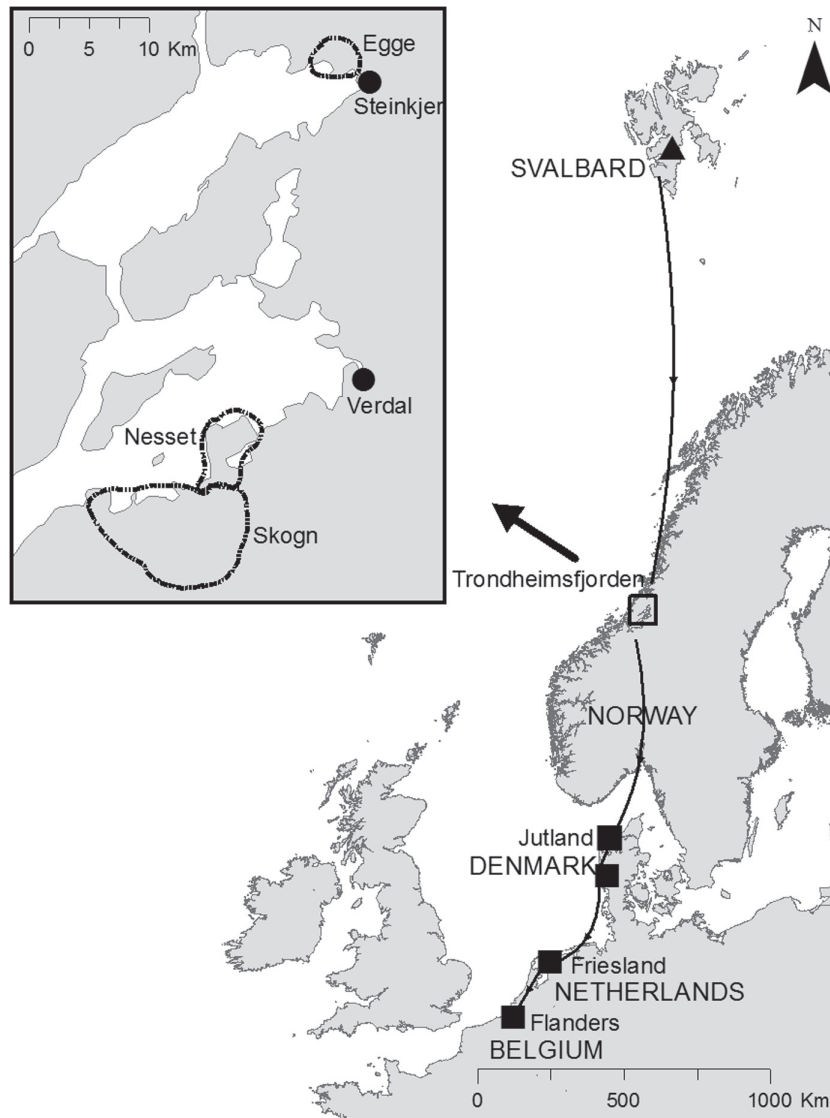 0 5 10 Km
Egge
Steinkjer
Verdal
Nesset
Skogn
N
SVALBARD
Trondheimsfjorden
NORWAY
Jutland
DENMARK
Friesland
NETHERLANDS
Flanders
BELGIUM
0 500 1000 Km